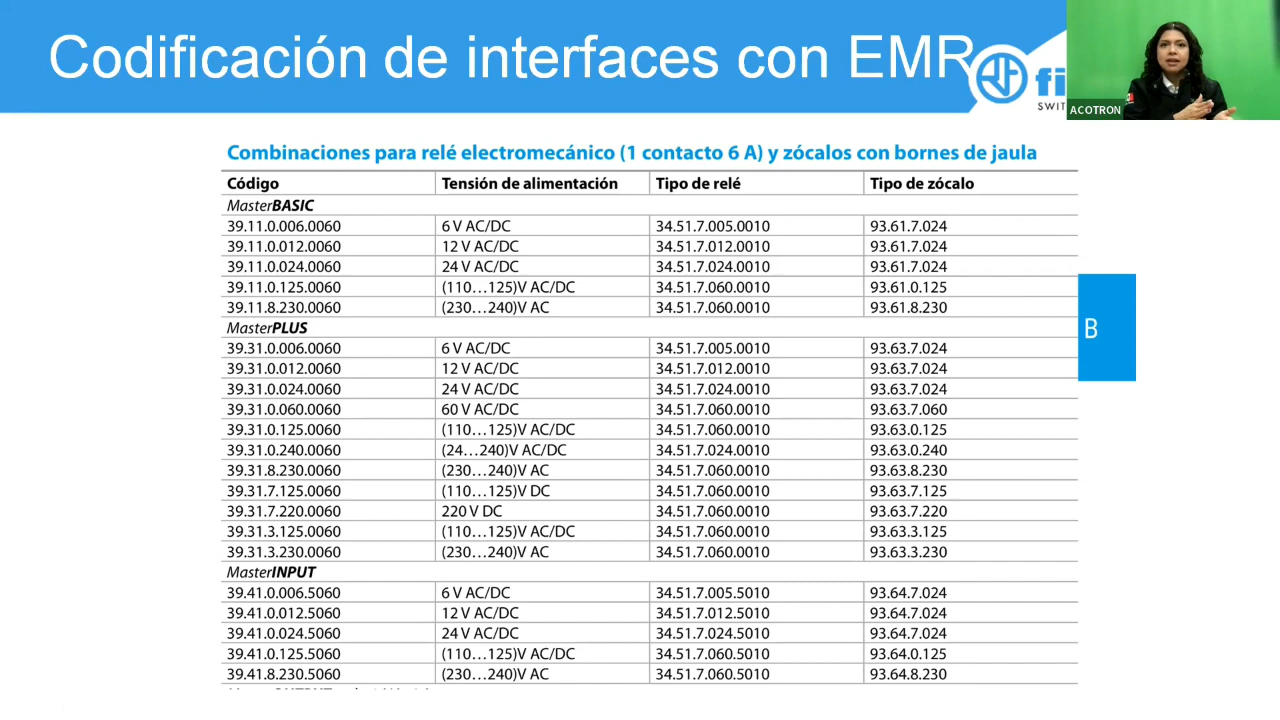 Codificación de interfaces con EMR
ACOTRON
Combinaciones para relé electromecánico (1 contacto 6 A) y zócalos con bornes de jaula
Código Tensión de alimentación Tipo de relé Tipo de zócalo
MasterBASIC
39.11.0.006.0060 6 V AC/DC 34.51.7.005.0010 93.61.7.024
39.11.0.012.0060 12 V AC/DC 34.51.7.012.0010 93.61.7.024
39.11.0.024.0060 24 V AC/DC 34.51.7.024.0010 93.61.7.024
39.11.0.125.0060 (110…125)V AC/DC 34.51.7.060.0010 93.61.0.125
39.11.8.230.0060 (230…240)V AC 34.51.7.060.0010 93.61.8.230
MasterPLUS
39.31.0.006.0060 6 V AC/DC 34.51.7.005.0010 93.63.7.024
39.31.0.012.0060 12 V AC/DC 34.51.7.012.0010 93.63.7.024
39.31.0.024.0060 24 V AC/DC 34.51.7.024.0010 93.63.7.024
39.31.0.060.0060 60 V AC/DC 34.51.7.060.0010 93.63.7.060
39.31.0.125.0060 (110…125)V AC/DC 34.51.7.060.0010 93.63.0.125
39.31.0.240.0060 (24…240)V AC/DC 34.51.7.024.0010 93.63.0.240
39.31.8.230.0060 (230…240)V AC 34.51.7.060.0010 93.63.8.230
39.31.7.125.0060 (110…125)V DC 34.51.7.060.0010 93.63.7.125
39.31.7.220.0060 220 V DC 34.51.7.060.0010 93.63.7.220
39.31.3.125.0060 (110…125)V AC/DC 34.51.7.060.0010 93.63.3.125
39.31.3.230.0060 (230…240)V AC 34.51.7.060.0010 93.63.3.230
MasterINPUT
39.41.0.006.5060 6 V AC/DC 34.51.7.005.5010 93.64.7.024
39.41.0.012.5060 12 V AC/DC 34.51.7.012.5010 93.64.7.024
39.41.0.024.5060 24 V AC/DC 34.51.7.024.5010 93.64.7.024
39.41.0.125.5060 (110…125)V AC/DC 34.51.7.060.5010 93.64.0.125
39.41.8.230.5060 (230…240)V AC 34.51.7.060.5010 93.64.8.230
B